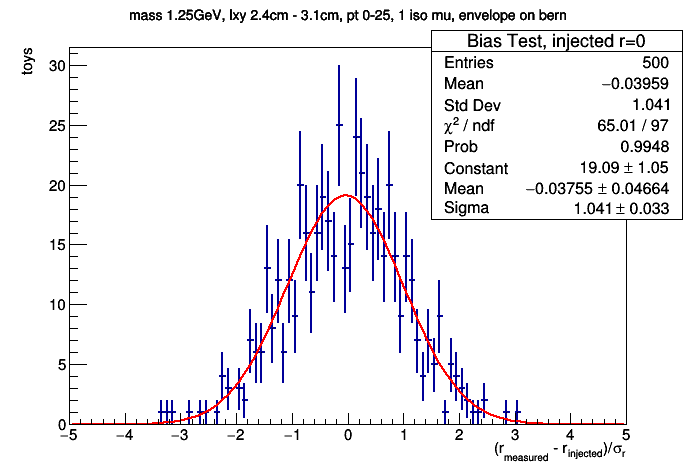 mass 1.25GeV, lxy 2.4cm - 3.1cm, pt 0-25, 1 iso mu, envelope on bern
toys
Bias Test, injected r=0
Entries 500
Mean −0.03959
Std Dev 1.041
χ² / ndf 65.01 / 97
Prob 0.9948
Constant 19.09 ± 1.05
Mean −0.03755 ± 0.04664
Sigma 1.041 ± 0.033
30
25
20
15
10
5
0
−5 −4 −3 −2 −1 0 1 2 3 4 5
(r_measured - r_injected)/σ_r